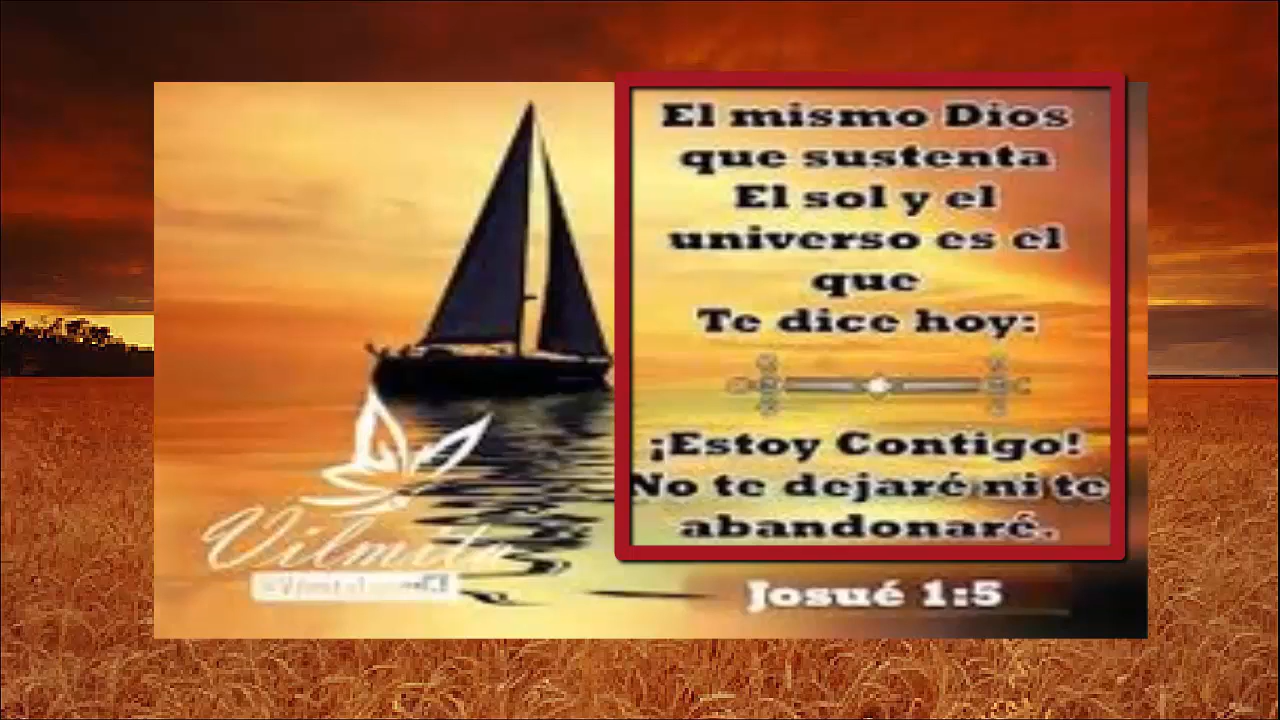 El mismo Dios
que sustenta
El sol y el
universo es el
que
Te dice hoy:
¡Estoy Contigo!
No te dejaré ni te
abandonaré.
Josué 1:5
Vilmita